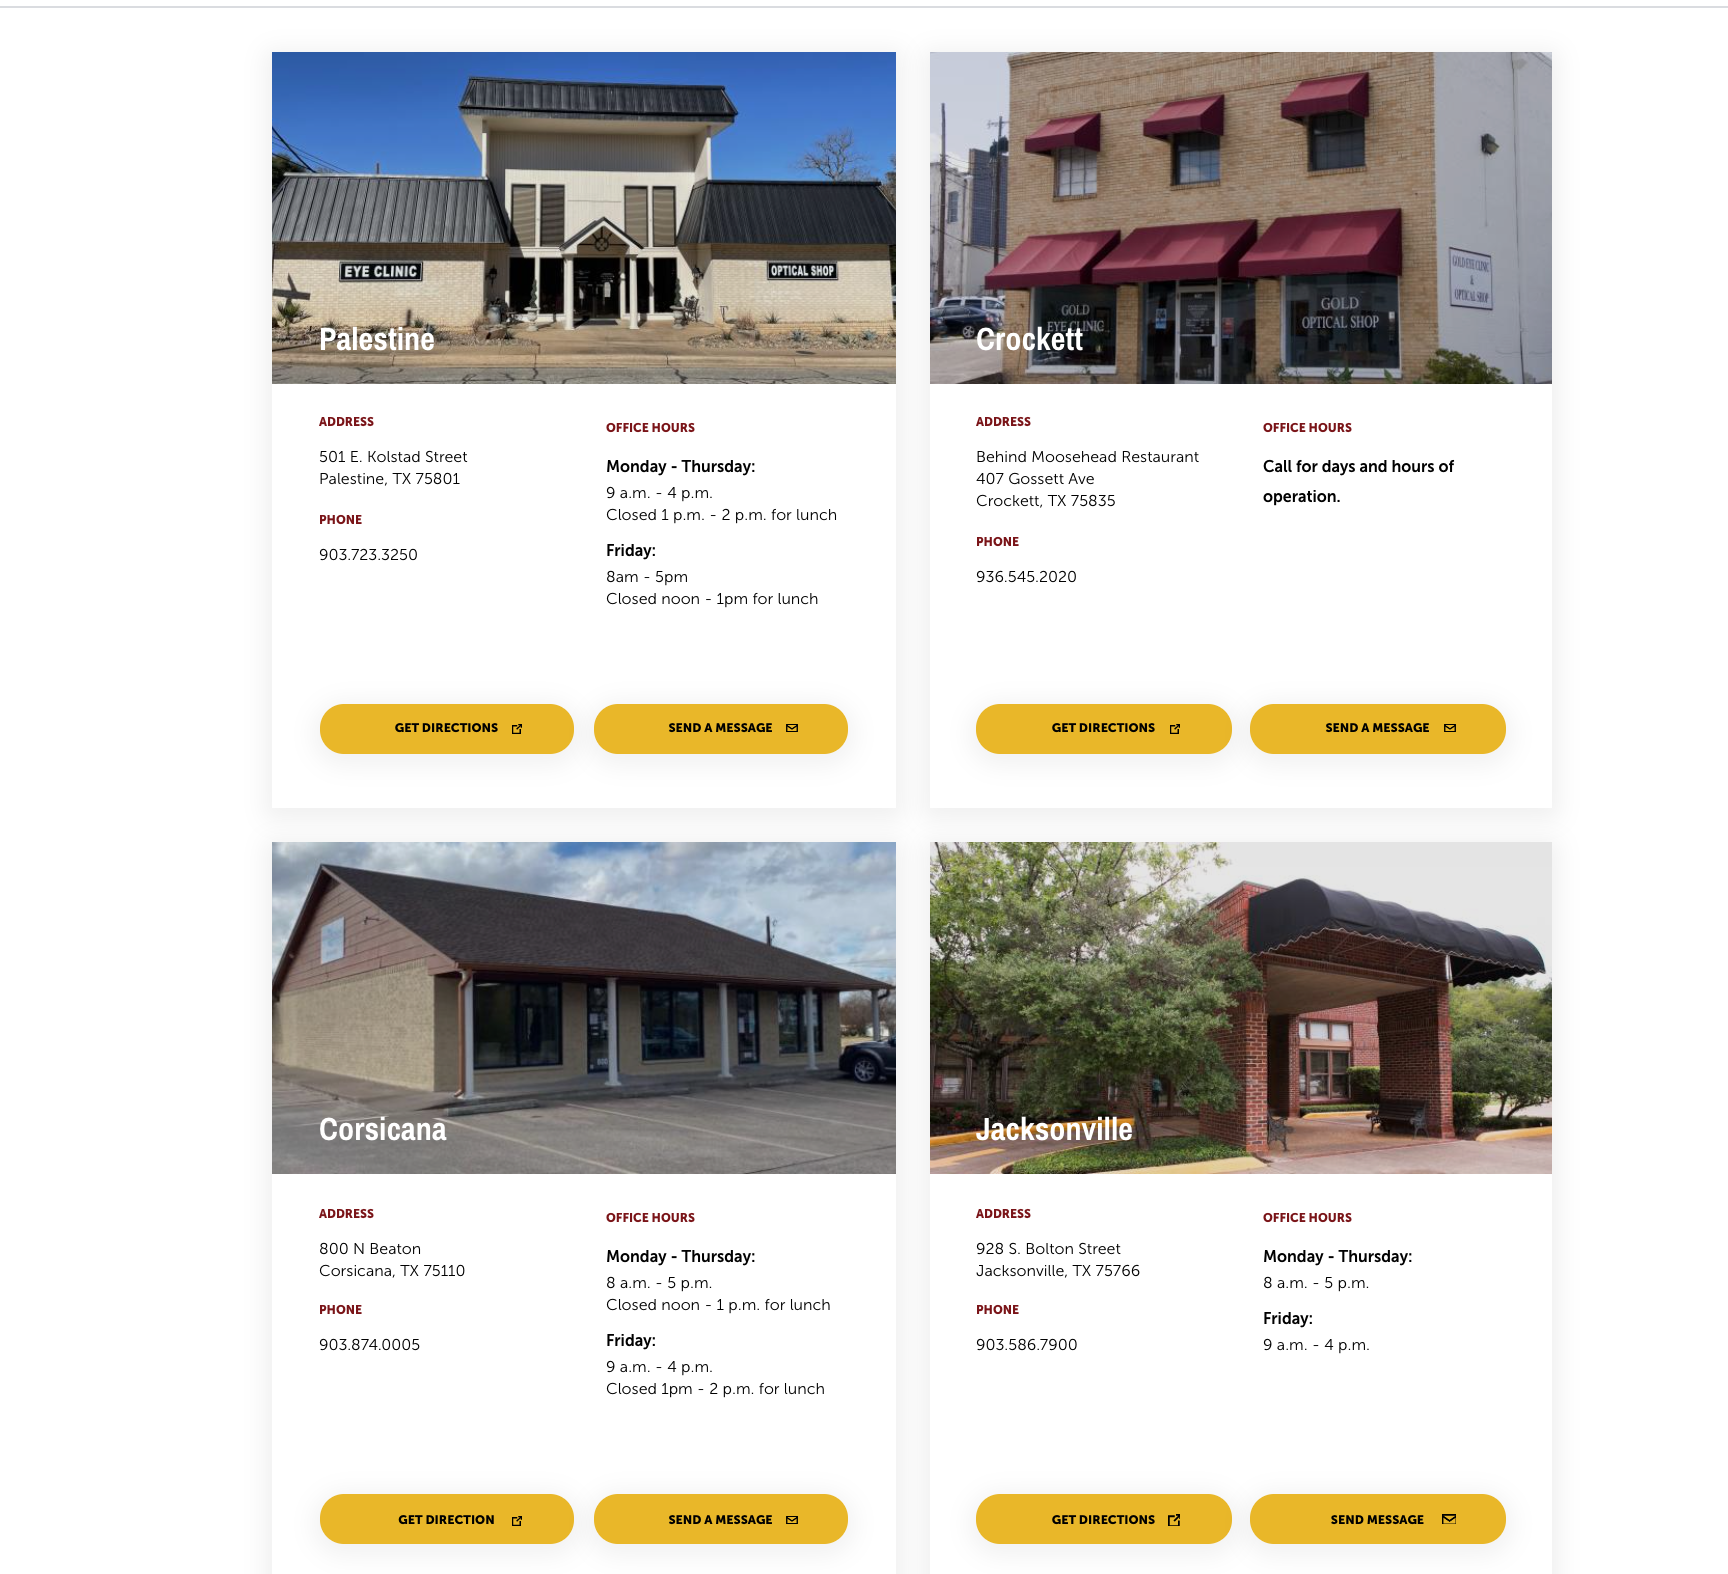 EYE CLINIC
OPTICAL SHOP
Palestine
ADDRESS
501 E. Kolstad Street
Palestine, TX 75801
PHONE
903.723.3250
OFFICE HOURS
Monday - Thursday:
9 a.m. - 4 p.m.
Closed 1 p.m. - 2 p.m. for lunch
Friday:
8am - 5pm
Closed noon - 1pm for lunch
GET DIRECTIONS
SEND A MESSAGE
GOLD EYE CLINIC
&
OPTICAL SHOP
GOLD
EYE CLINIC
GOLD
OPTICAL SHOP
Crockett
ADDRESS
Behind Moosehead Restaurant
407 Gossett Ave
Crockett, TX 75835
PHONE
936.545.2020
OFFICE HOURS
Call for days and hours of
operation.
GET DIRECTIONS
SEND A MESSAGE
800
Corsicana
ADDRESS
800 N Beaton
Corsicana, TX 75110
PHONE
903.874.0005
OFFICE HOURS
Monday - Thursday:
8 a.m. - 5 p.m.
Closed noon - 1 p.m. for lunch
Friday:
9 a.m. - 4 p.m.
Closed 1pm - 2 p.m. for lunch
GET DIRECTION
SEND A MESSAGE
Jacksonville
ADDRESS
928 S. Bolton Street
Jacksonville, TX 75766
PHONE
903.586.7900
OFFICE HOURS
Monday - Thursday:
8 a.m. - 5 p.m.
Friday:
9 a.m. - 4 p.m.
GET DIRECTIONS
SEND MESSAGE